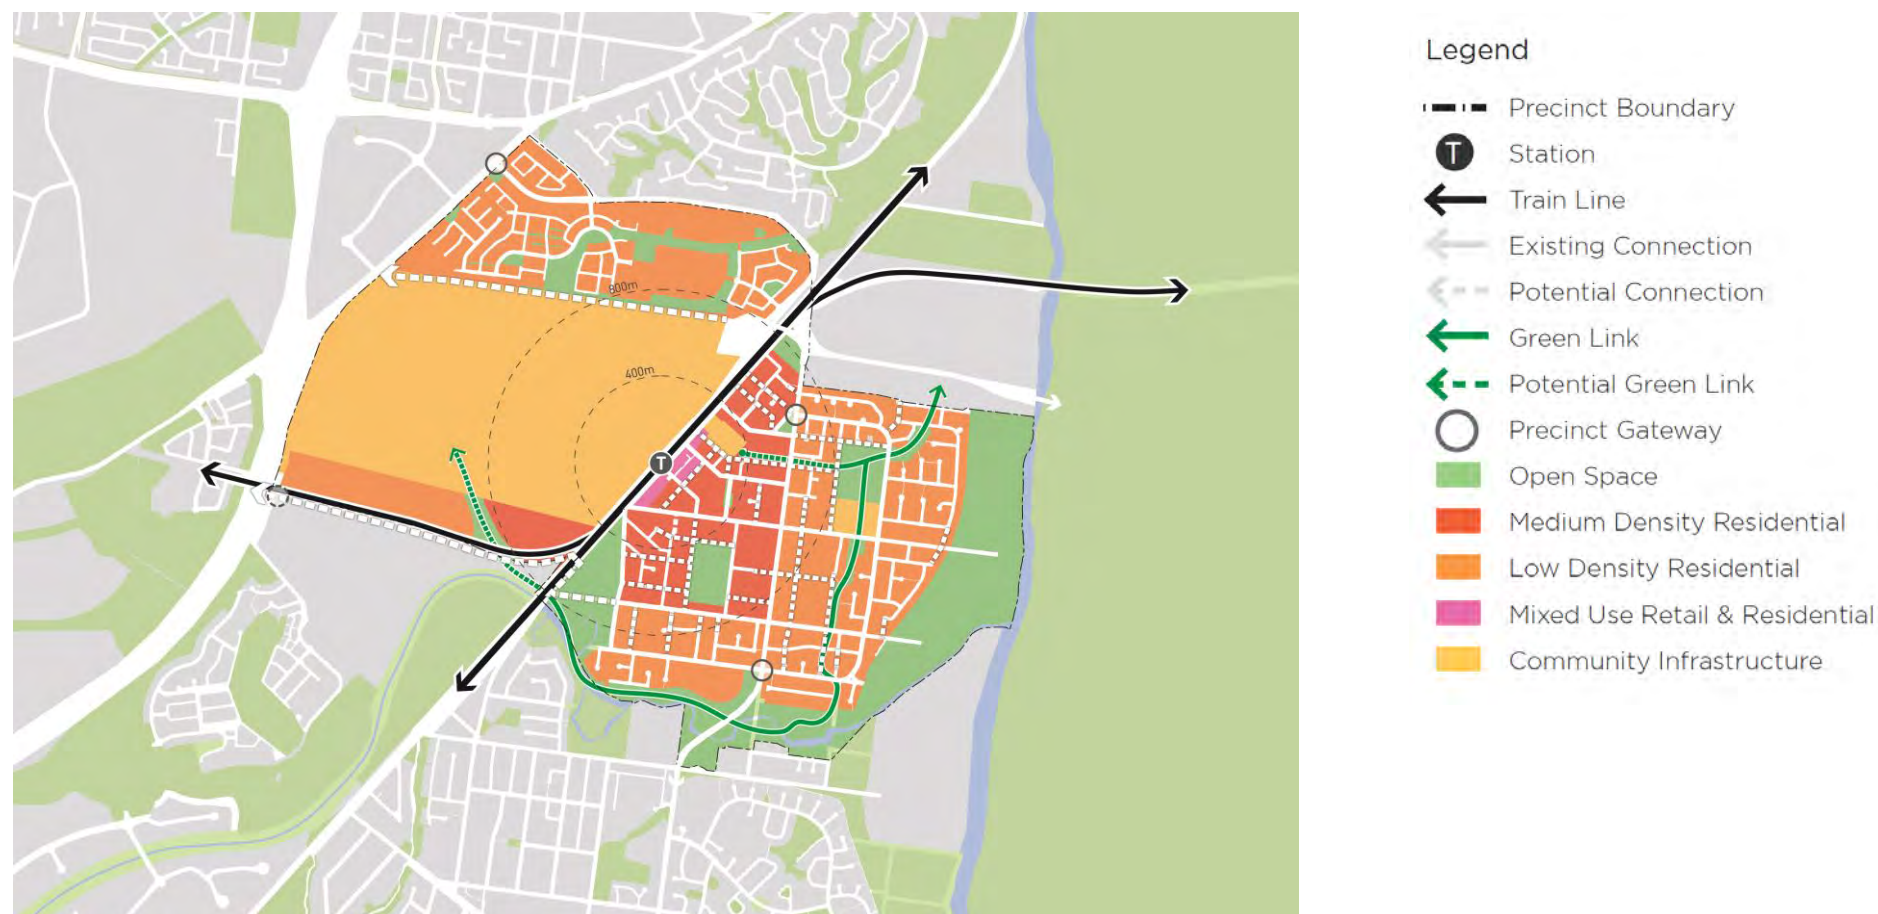 800m
400m
T
Legend
Precinct Boundary
T Station
Train Line
Existing Connection
Potential Connection
Green Link
Potential Green Link
Precinct Gateway
Open Space
Medium Density Residential
Low Density Residential
Mixed Use Retail & Residential
Community Infrastructure